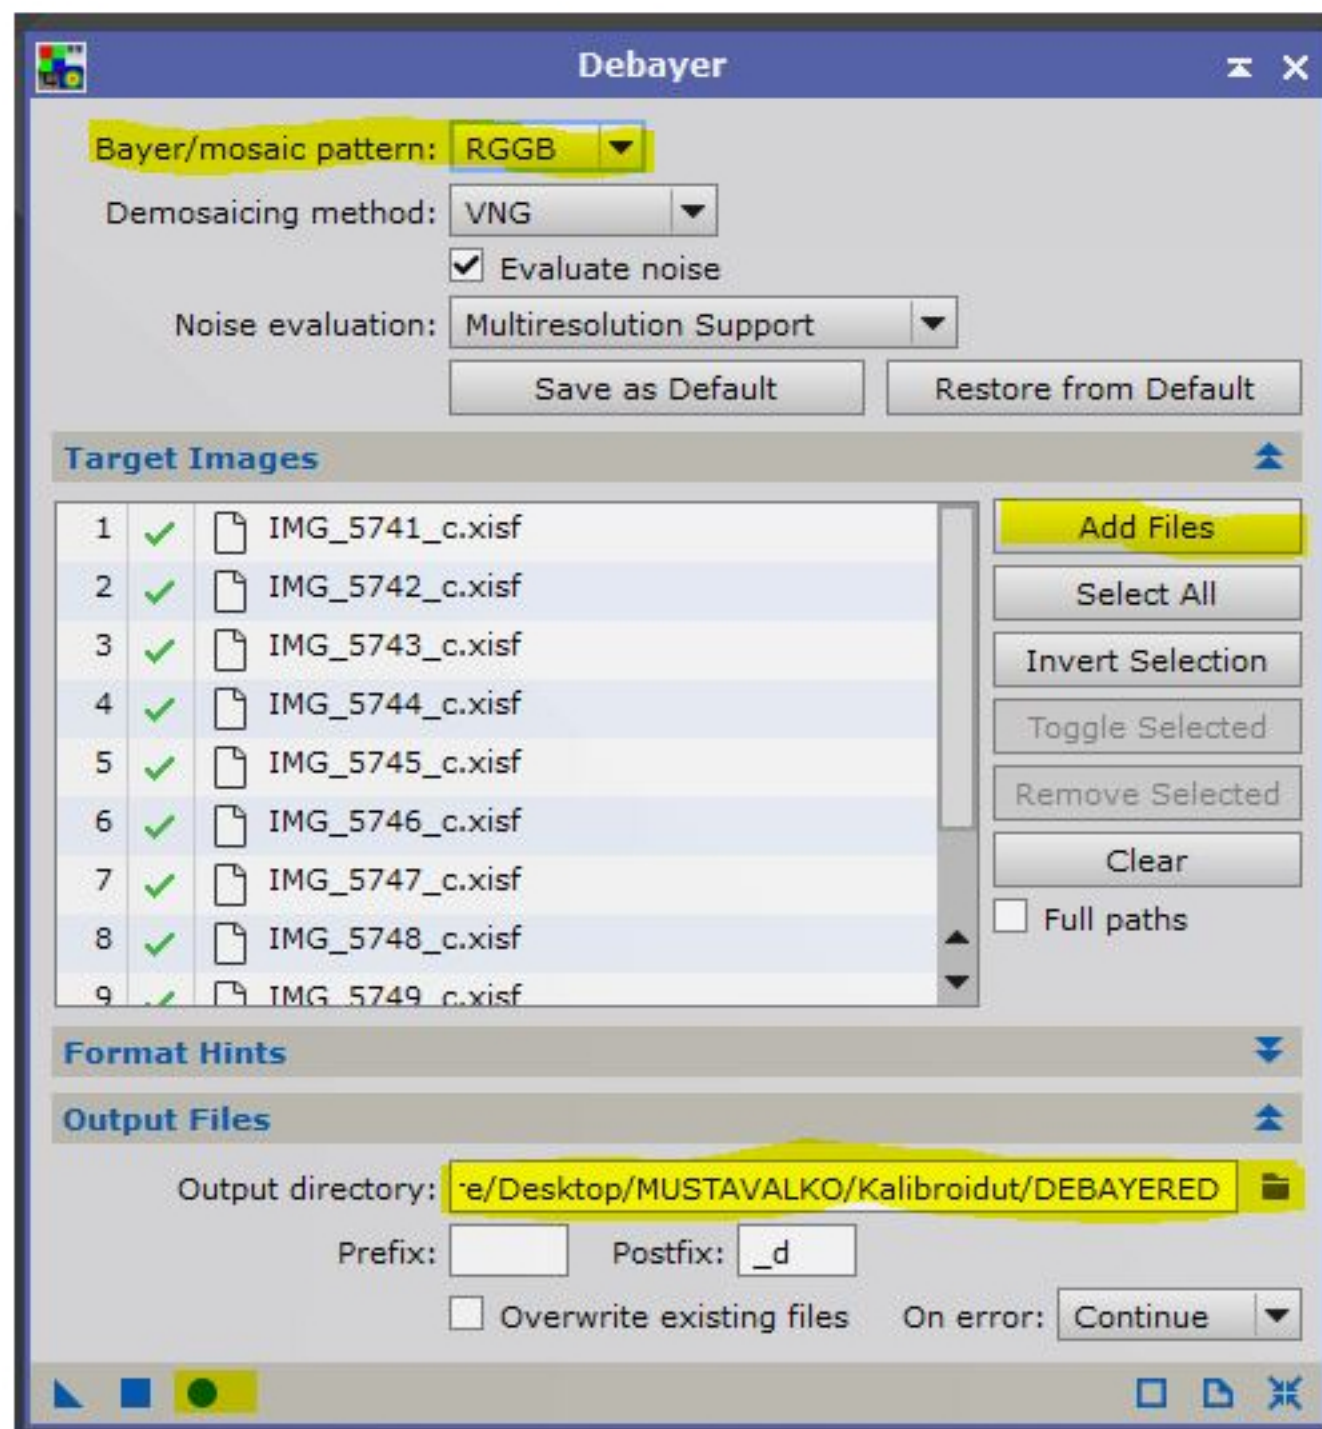 Debayer
Bayer/mosaic pattern: RGGB
Demosaicing method: VNG
Evaluate noise
Noise evaluation: Multiresolution Support
Save as Default Restore from Default
Target Images
1 IMG_5741_c.xisf Add Files
2 IMG_5742_c.xisf Select All
3 IMG_5743_c.xisf Invert Selection
4 IMG_5744_c.xisf Toggle Selected
5 IMG_5745_c.xisf Remove Selected
6 IMG_5746_c.xisf
7 IMG_5747_c.xisf Clear
8 IMG_5748_c.xisf Full paths
9 IMG_5749_c.xisf
Format Hints
Output Files
Output directory: e/Desktop/MUSTAVALKO/Kalibroidut/DEBAYERED
Prefix: Postfix: _d
Overwrite existing files On error: Continue